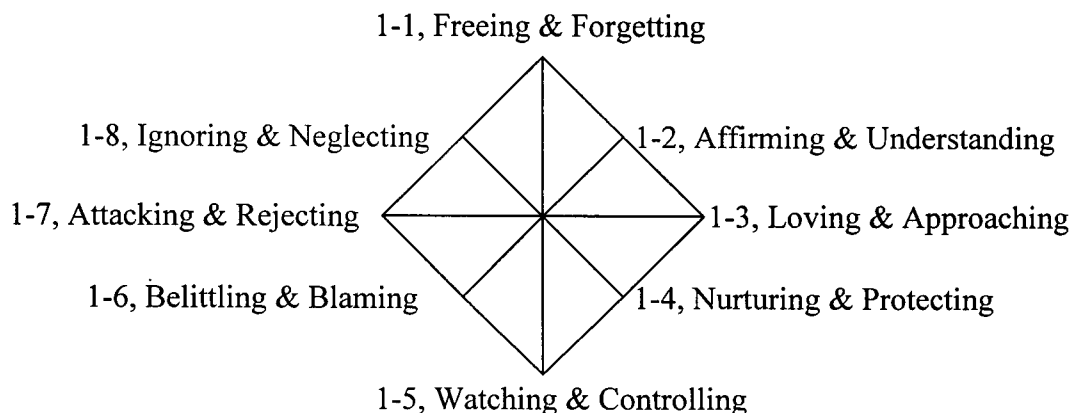 1-1, Freeing & Forgetting
1-8, Ignoring & Neglecting
1-2, Affirming & Understanding
1-7, Attacking & Rejecting
1-3, Loving & Approaching
1-6, Belittling & Blaming
1-4, Nurturing & Protecting
1-5, Watching & Controlling